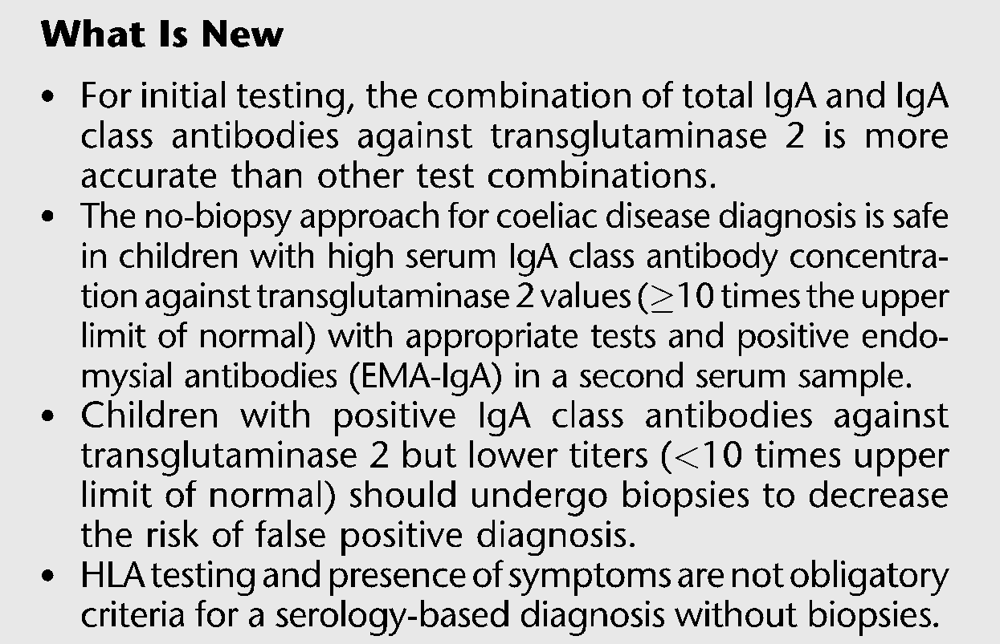 What Is New
• For initial testing, the combination of total IgA and IgA
class antibodies against transglutaminase 2 is more
accurate than other test combinations.
• The no-biopsy approach for coeliac disease diagnosis is safe
in children with high serum IgA class antibody concentra-
tion against transglutaminase 2 values (≥10 times the upper
limit of normal) with appropriate tests and positive endo-
mysial antibodies (EMA-IgA) in a second serum sample.
• Children with positive IgA class antibodies against
transglutaminase 2 but lower titers (<10 times upper
limit of normal) should undergo biopsies to decrease
the risk of false positive diagnosis.
• HLA testing and presence of symptoms are not obligatory
criteria for a serology-based diagnosis without biopsies.